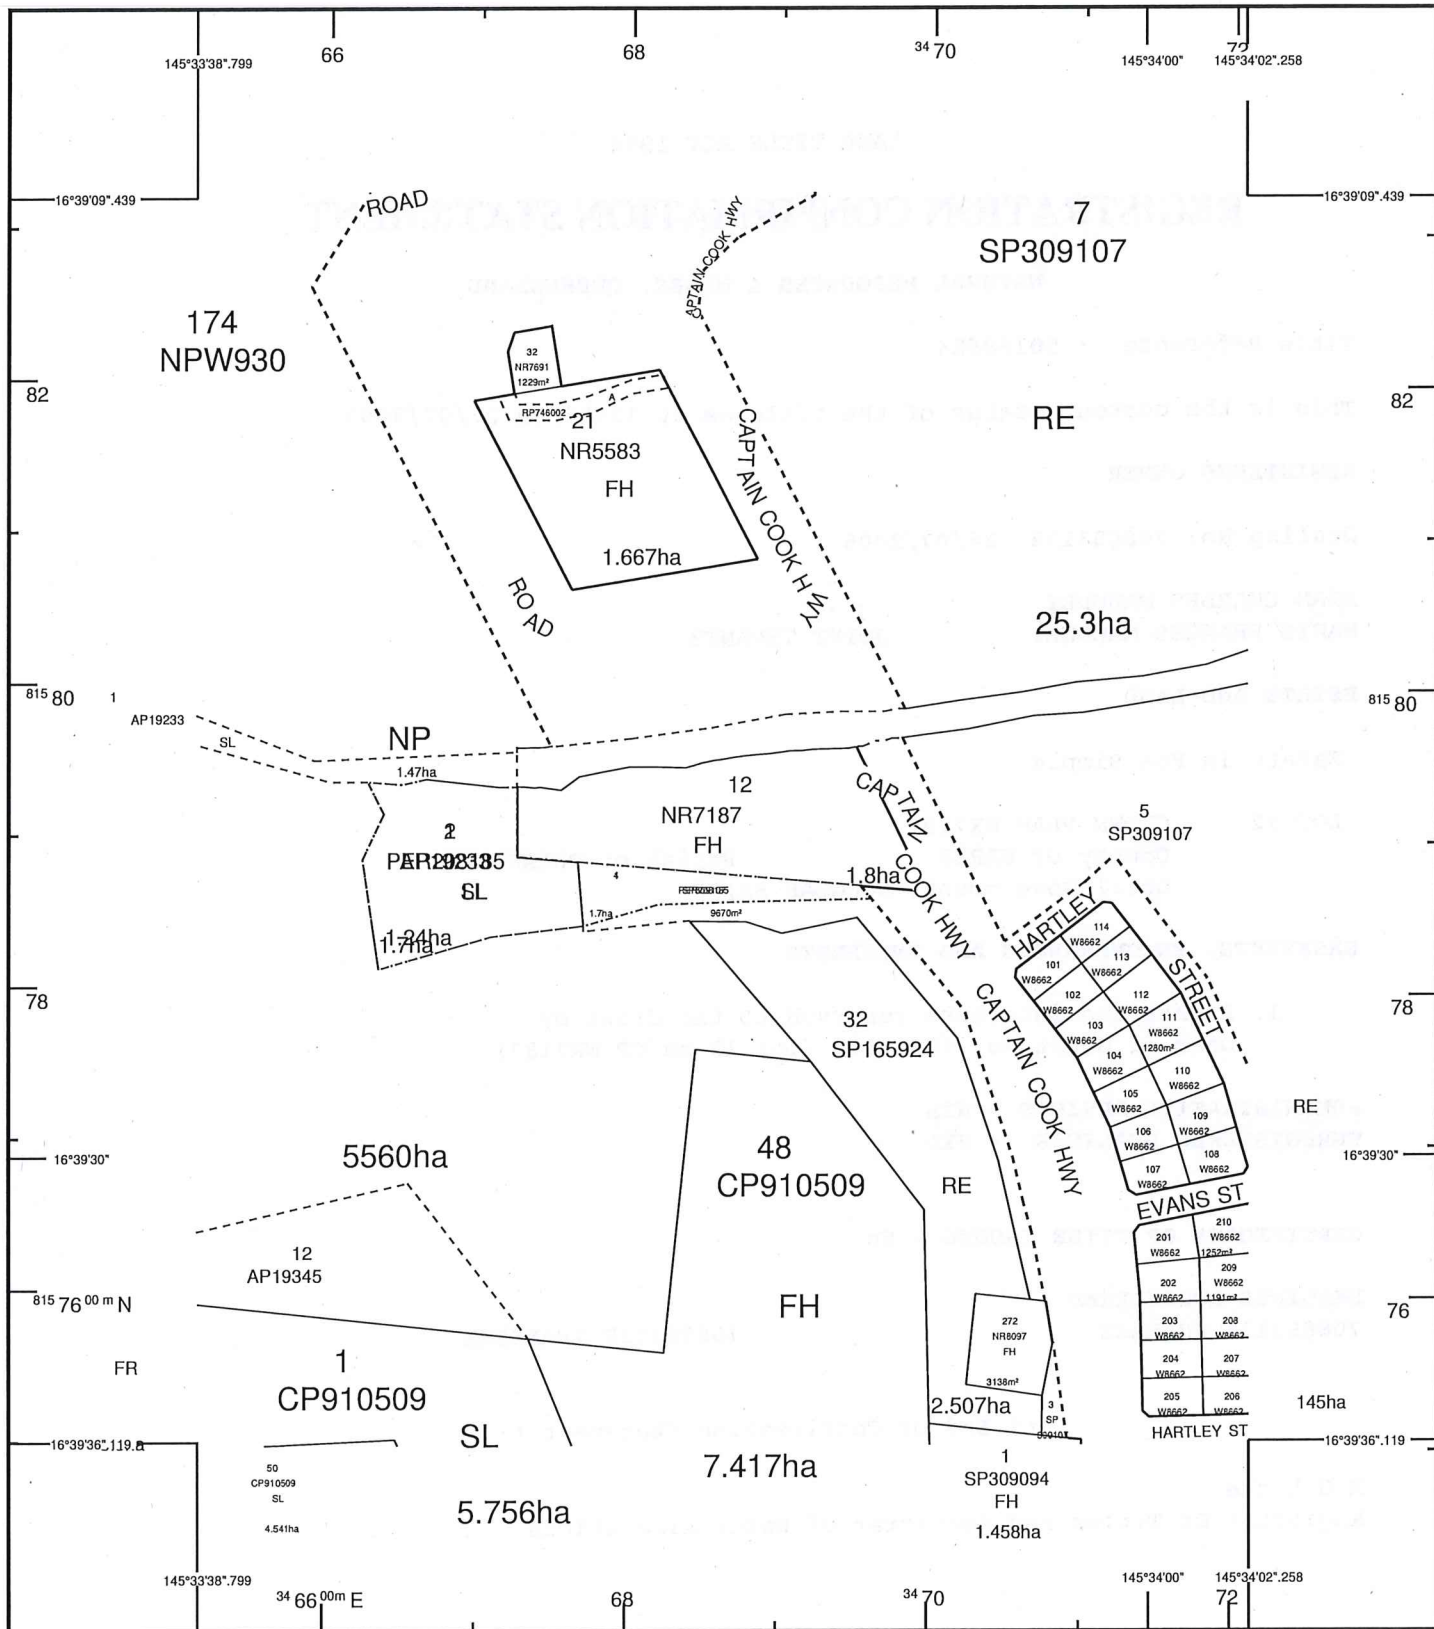 66
68
34 70
72
145°33'38".799
145°34'00"
145°34'02".258
16°39'09".439
16°39'09".439
ROAD
CAPTAIN COOK HWY
7
SP309107
174
NPW930
32
NR7691
1229m²
82
82
A
RP746002
21
NR5583
FH
1.667ha
CAPTAIN COOK HWY
RE
ROAD
25.3ha
815 80
815 80
1
AP19233
SL
NP
1.47ha
12
NR7187
FH
CAPTAIN COOK HWY
5
SP309107
2
SL
1.24ha
1.7ha
4
1.7ha
9670m²
1.8ha
HARTLEY STREET
114
W8662
101
W8662
113
W8662
102
W8662
112
W8662
103
W8662
111
W8662
1280m²
104
W8662
110
W8662
105
W8662
109
W8662
106
W8662
108
W8662
107
W8662
78
78
32
SP165924
CAPTAIN COOK HWY
RE
16°39'30"
16°39'30"
5560ha
48
CP910509
RE
EVANS ST
210
W8662
1252m²
201
W8662
209
W8662
1191m²
202
W8662
203
W8662
208
W8662
204
W8662
207
W8662
205
W8662
206
W8662
12
AP19345
815 76 00 m N
76
FH
272
NR8097
FH
3138m²
FR
1
CP910509
2.507ha
3
SP
145ha
HARTLEY ST
SL
16°39'36".119
16°39'36".119
50
CP910509
SL
4.541ha
7.417ha
5.756ha
1
SP309094
FH
1.458ha
145°33'38".799
145°34'00"
145°34'02".258
34 66 00m E
68
34 70
72